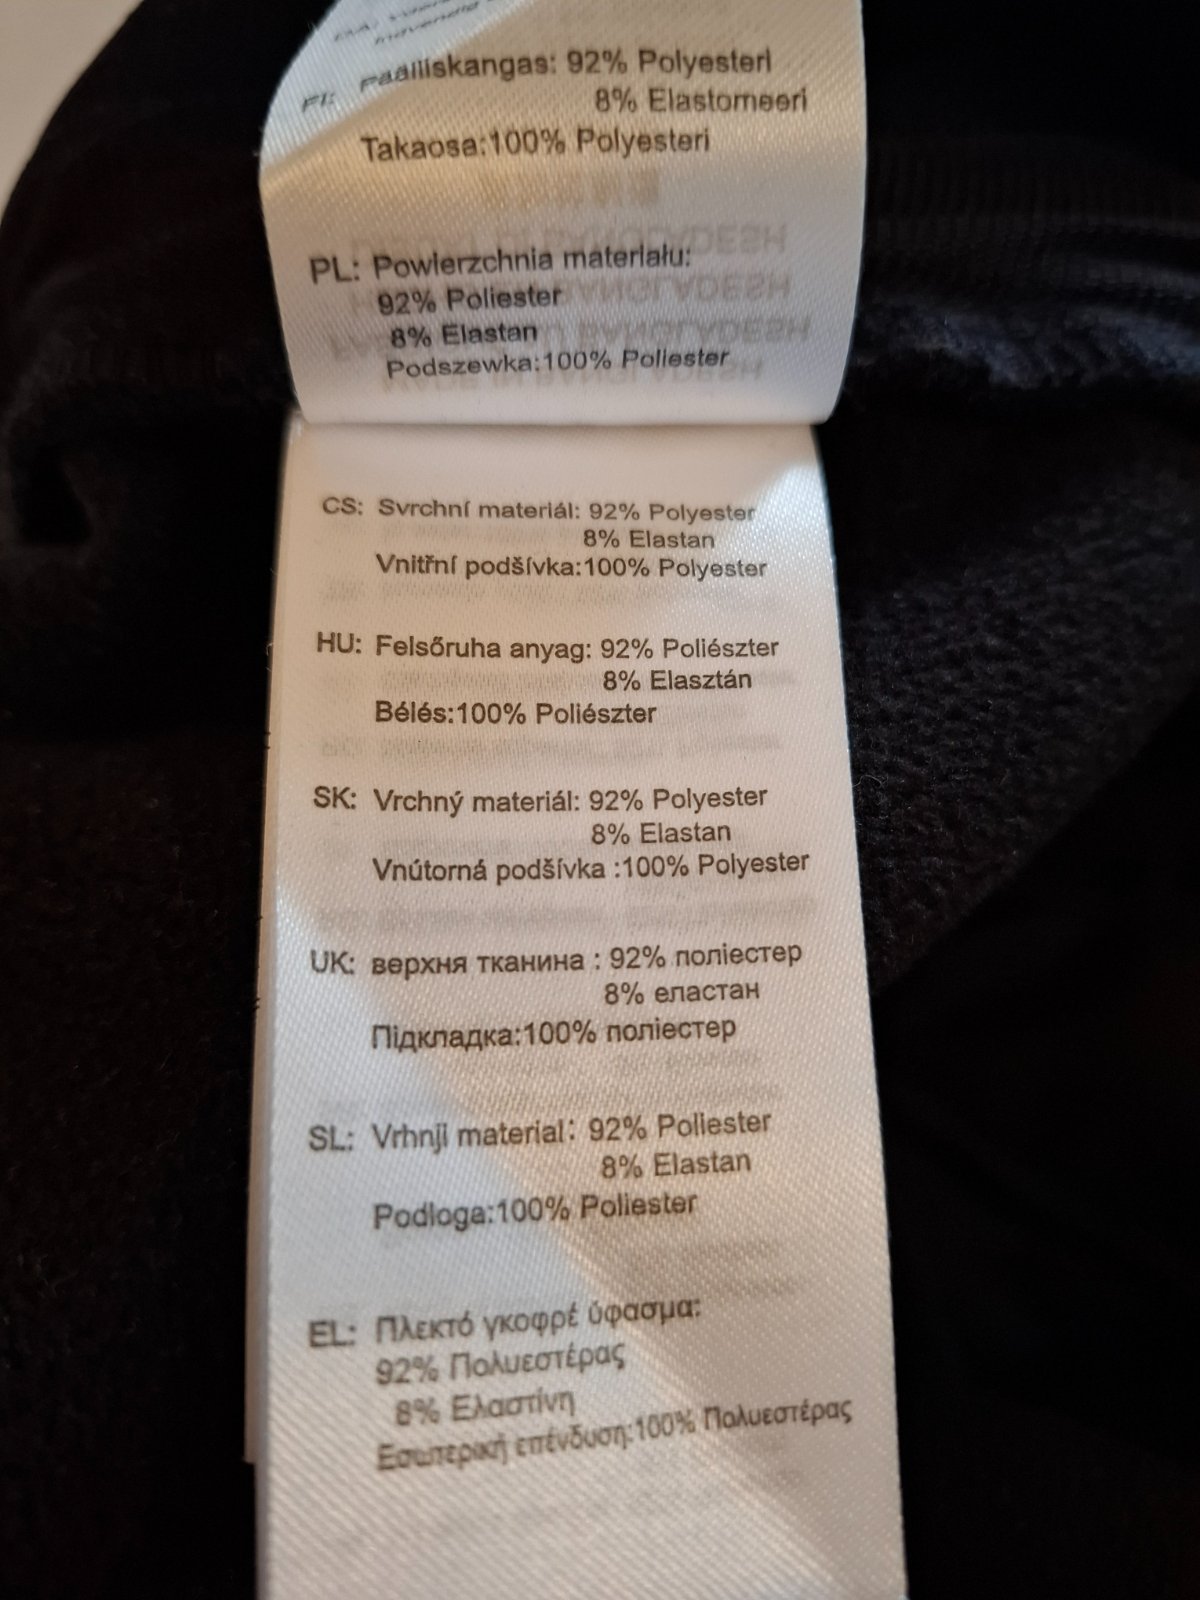 FI: Päälliskangas: 92% Polyesteri
8% Elastomeeri
Takaosa:100% Polyesteri
PL: Powierzchnia materiału:
92% Poliester
8% Elastan
Podszewka:100% Poliester
CS: Svrchní materiál: 92% Polyester
8% Elastan
Vnitřní podšívka:100% Polyester
HU: Felsőruha anyag: 92% Poliészter
8% Elasztán
Bélés:100% Poliészter
SK: Vrchný materiál: 92% Polyester
8% Elastan
Vnútorná podšívka :100% Polyester
UK: верхня тканина : 92% поліестер
8% еластан
Підкладка:100% поліестер
SL: Vrhnji material: 92% Poliester
8% Elastan
Podloga:100% Poliester
EL: Πλεκτό γκοφρέ ύφασμα:
92% Πολυεστέρας
8% Ελαστίνη
Εσωτερική επένδυση:100% Πολυεστέρας